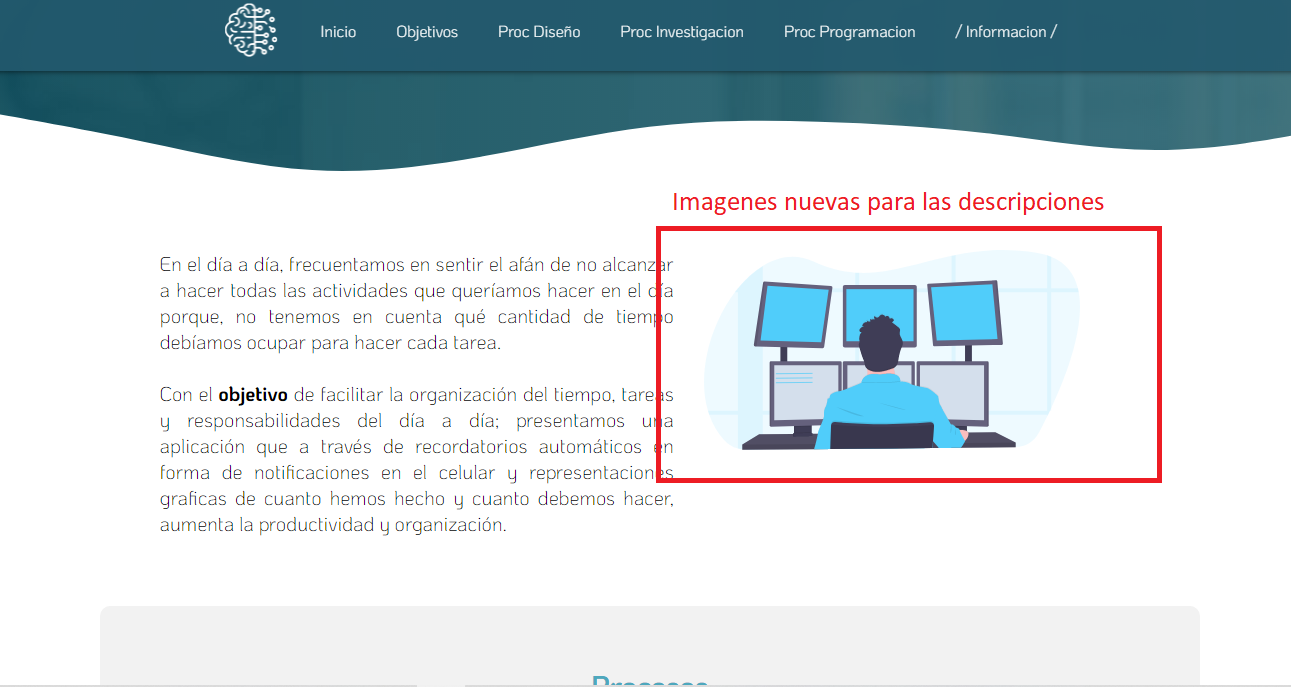 Inicio Objetivos Proc Diseño Proc Investigacion Proc Programacion / Informacion /
Imagenes nuevas para las descripciones
En el día a día, frecuentamos en sentir el afán de no alcanzar
a hacer todas las actividades que queríamos hacer en el día
porque, no tenemos en cuenta qué cantidad de tiempo
debíamos ocupar para hacer cada tarea.
Con el objetivo de facilitar la organización del tiempo, tareas
y responsabilidades del día a día; presentamos una
aplicación que a través de recordatorios automáticos en
forma de notificaciones en el celular y representaciones
graficas de cuanto hemos hecho y cuanto debemos hacer,
aumenta la productividad y organización.
Procesos